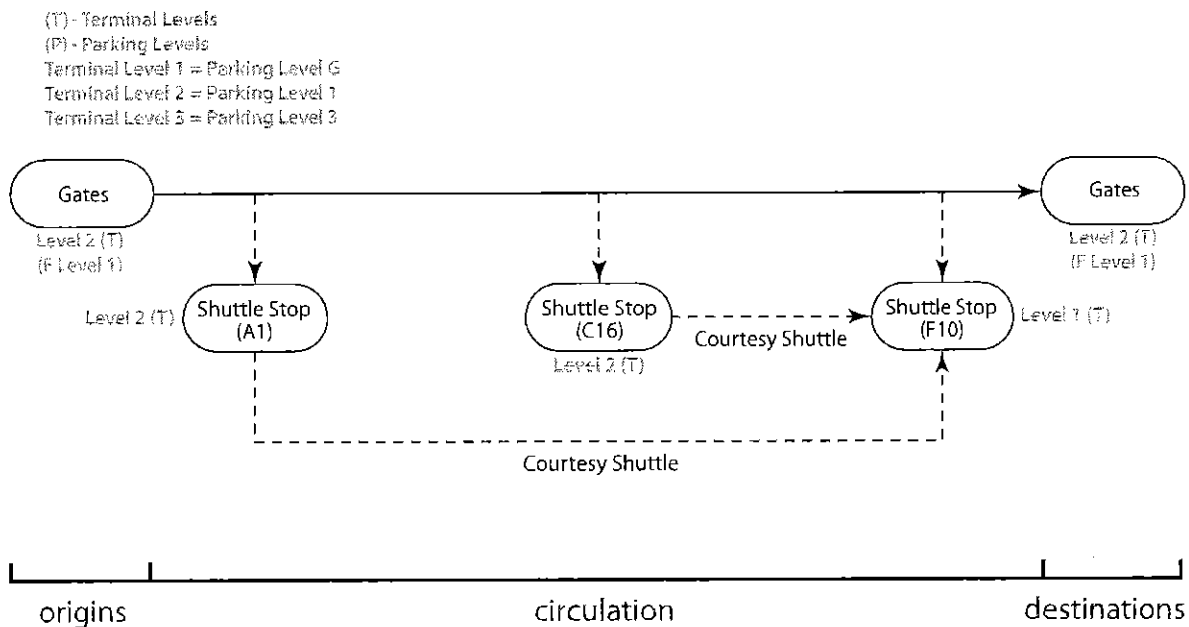 (T) - Terminal Levels
(P) - Parking Levels
Terminal Level 1 = Parking Level G
Terminal Level 2 = Parking Level 1
Terminal Level 3 = Parking Level 3
Gates
Gates
Level 2 (T)
(F Level 1)
Level 2 (T)
(F Level 1)
Level 2 (T)
Shuttle Stop
(A1)
Shuttle Stop
(C16)
Level 2 (T)
Courtesy Shuttle
Shuttle Stop
(F10)
Level 1 (T)
Courtesy Shuttle
origins
circulation
destinations